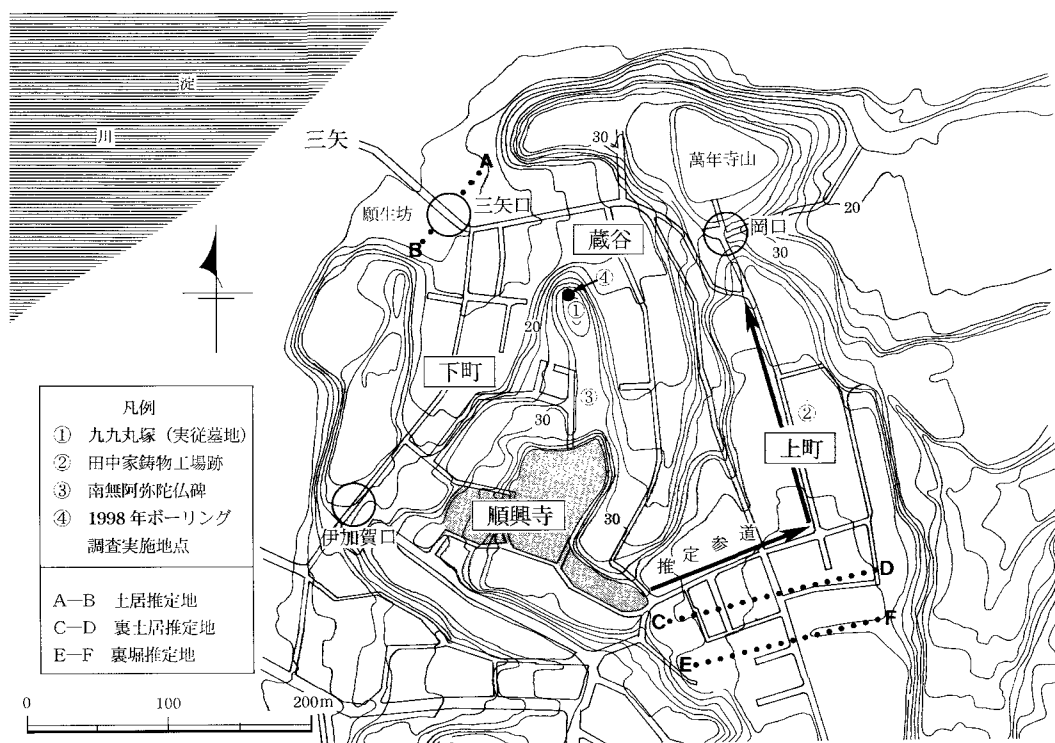 淀
川
三矢
A
三矢口
願生坊
B
蔵谷
30
萬年寺山
20
岡口
30
④
①
20
下町
③
30
②
上町
順興寺
30
伊加賀口
推定参道
D
C
F
E
凡例
① 九九丸塚（実従墓地）
② 田中家鋳物工場跡
③ 南無阿弥陀仏碑
④ 1998年ボーリング
調査実施地点
A―B 土居推定地
C―D 裏土居推定地
E―F 裏堀推定地
0 100 200m